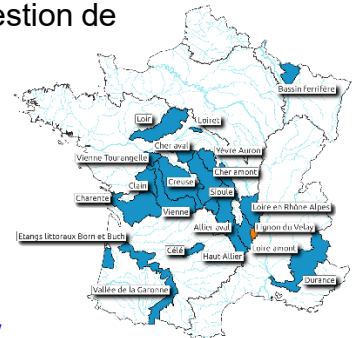 estion de
Bassin ferrifère
Loir
Loiret
Cher aval
Yèvre Auron
Vienne Tourangelle
Cher amont
Creuse
Clain
Sioule
Charente
Loire en Rhône Alpes
Vienne
Allier aval
Lignon du Velay
Etangs littoraux Born et Buch
Loire amont
Célé
Haut-Allier
Durance
Vallée de la Garonne